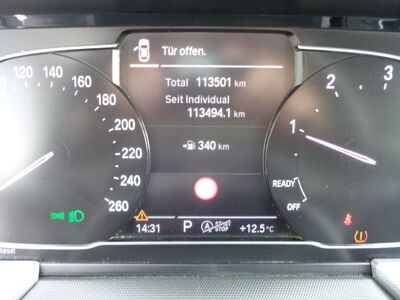 Tür offen.
Total 113501 km
Seit Individual
113494.1 km
340 km
120 140 160 180 200 220 240 260
1 2 3
READY
OFF
14:31 P A START STOP +12.5°C